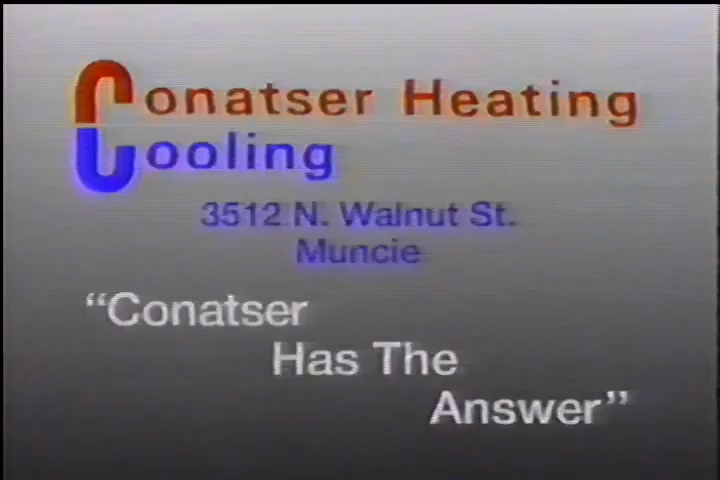 Conatser Heating
Cooling
3512 N. Walnut St.
Muncie
“Conatser
Has The
Answer”